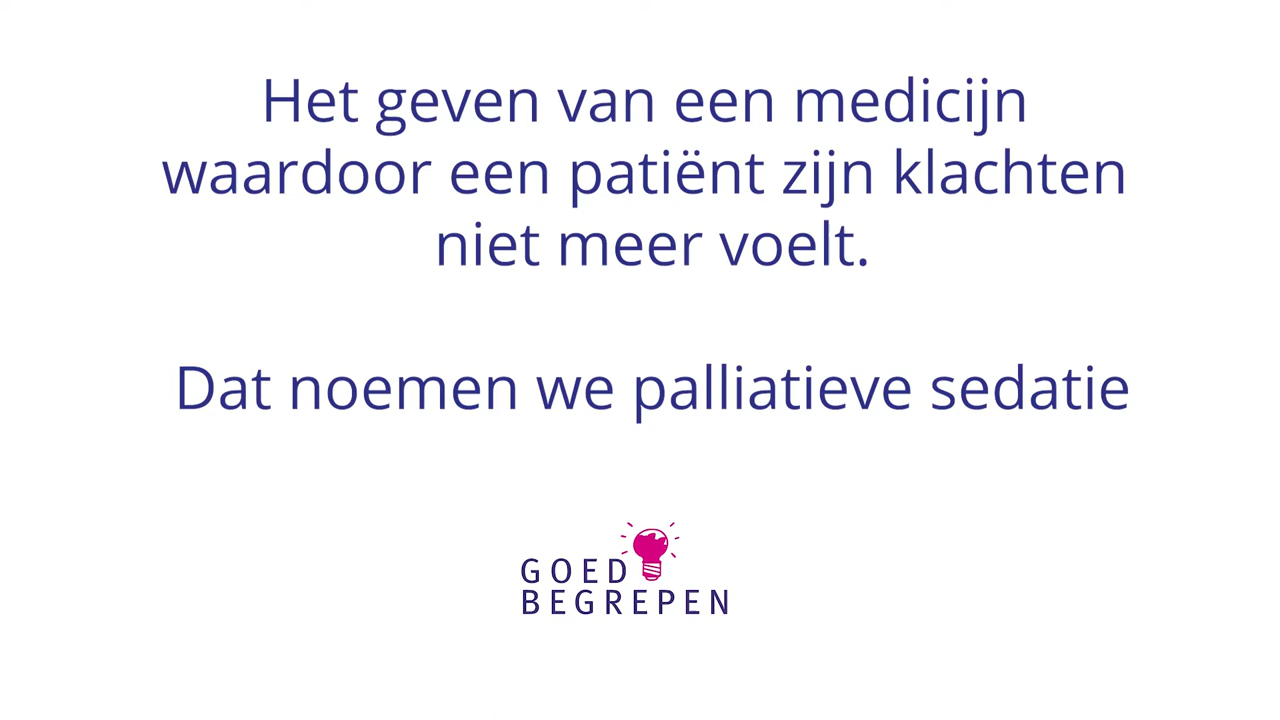 Het geven van een medicijn
waardoor een patiënt zijn klachten
niet meer voelt.
Dat noemen we palliatieve sedatie
GOED
BEGREPEN